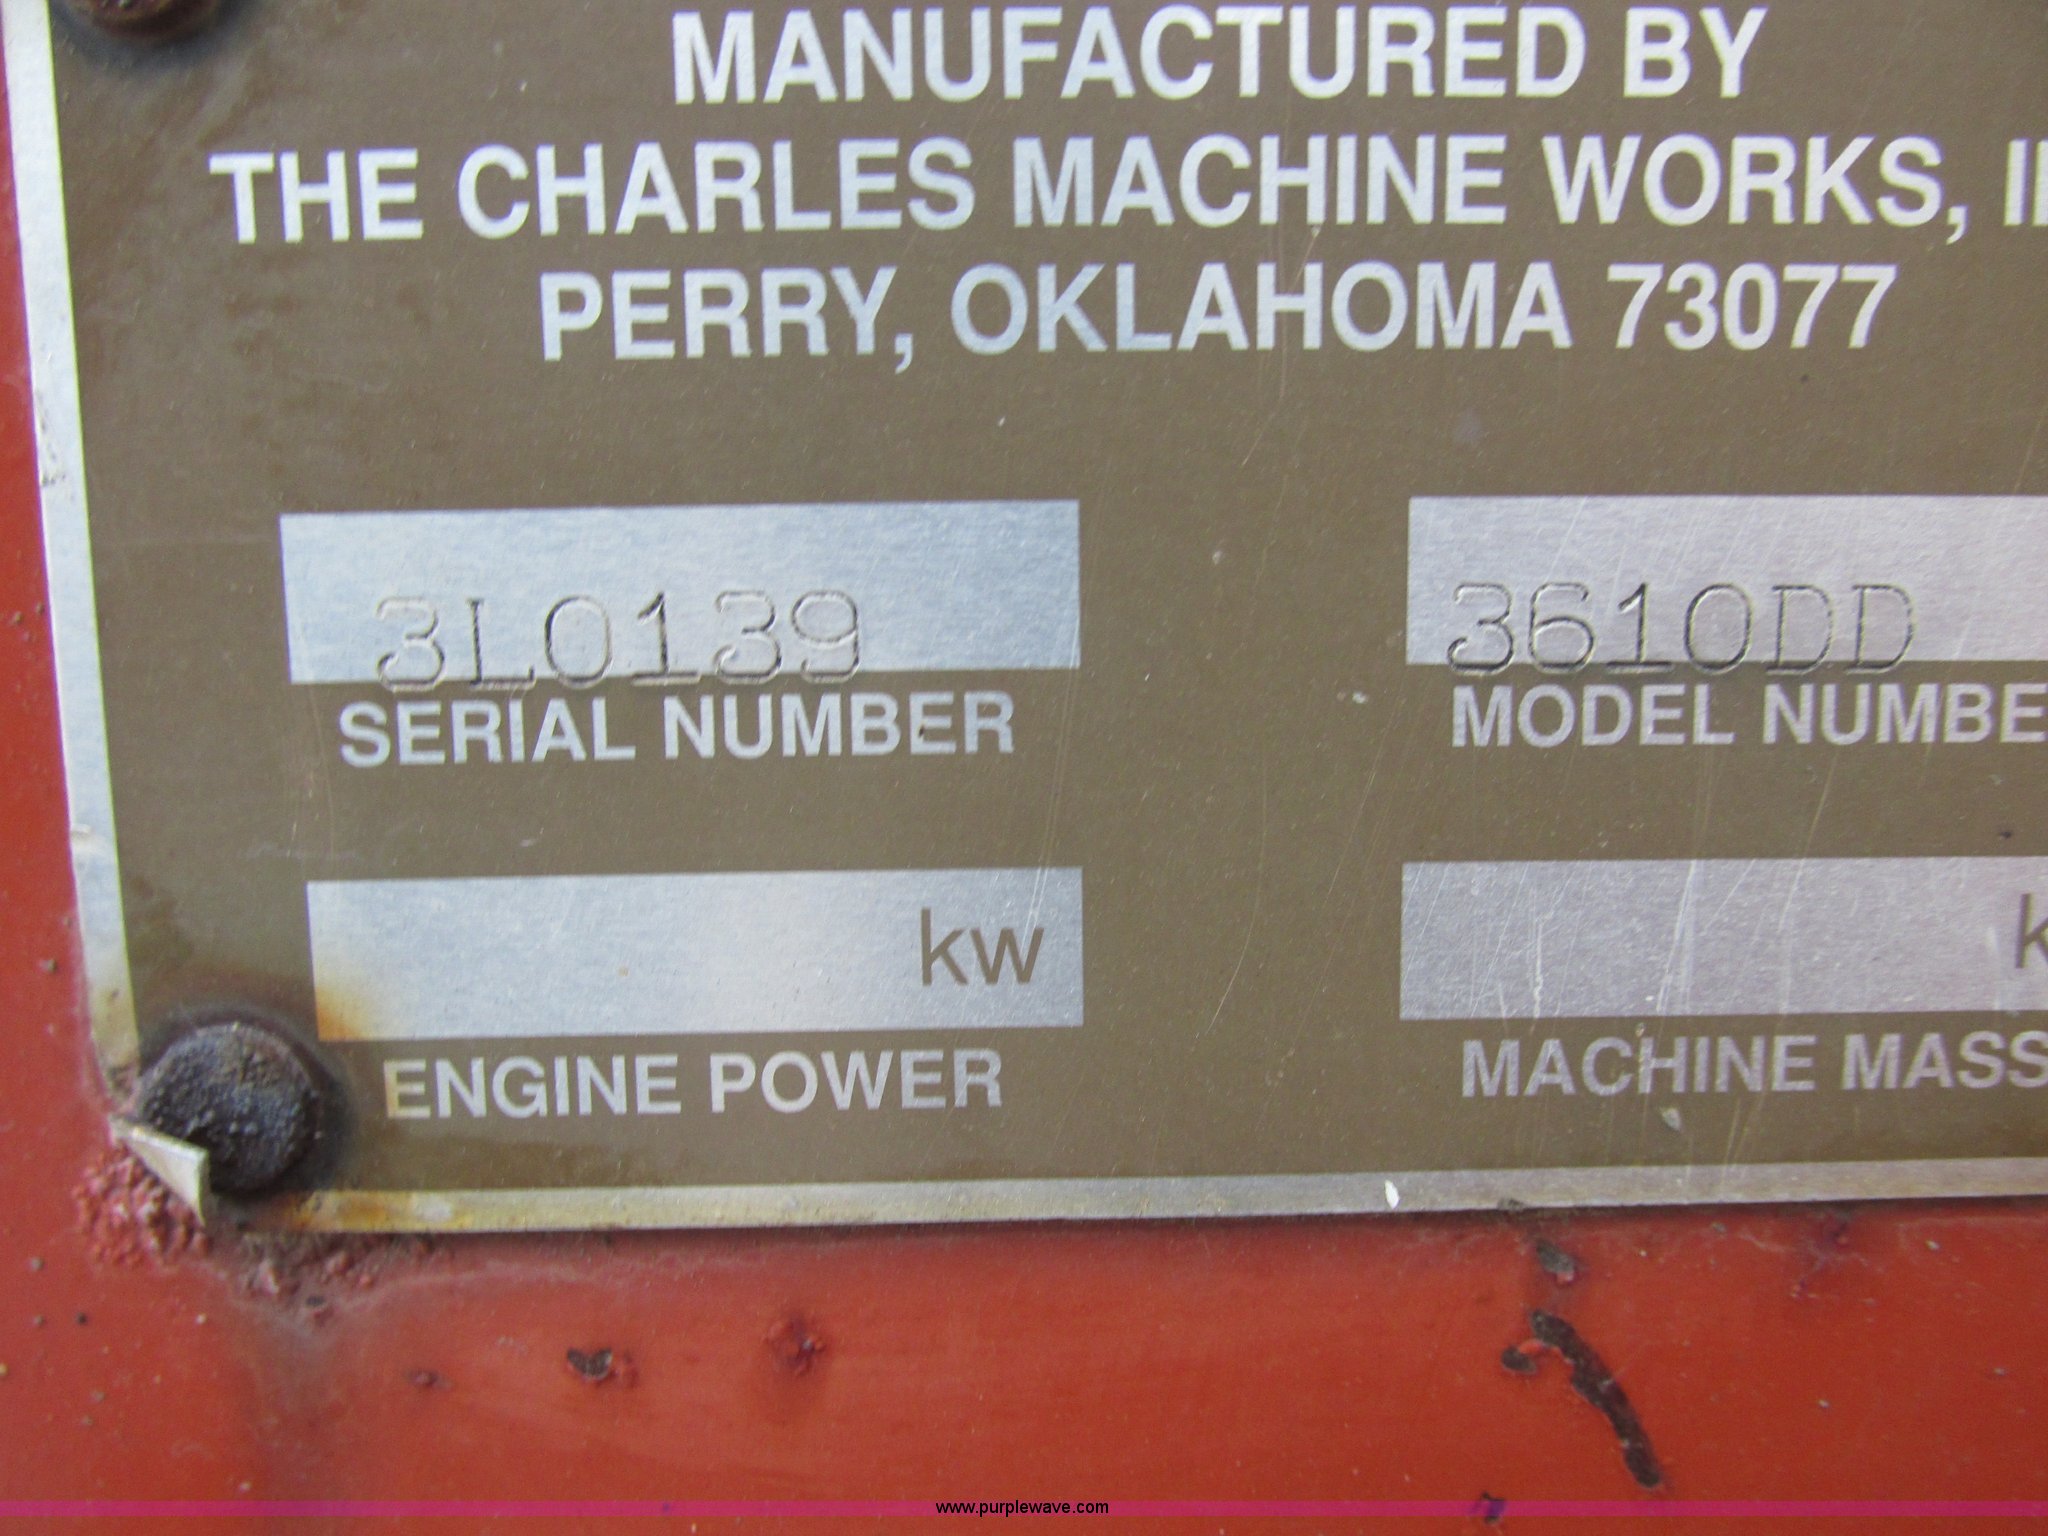 MANUFACTURED BY
THE CHARLES MACHINE WORKS, I
PERRY, OKLAHOMA 73077
3L0139 3610DD
SERIAL NUMBER MODEL NUMBE
kw k
ENGINE POWER MACHINE MASS
www.purplewave.com